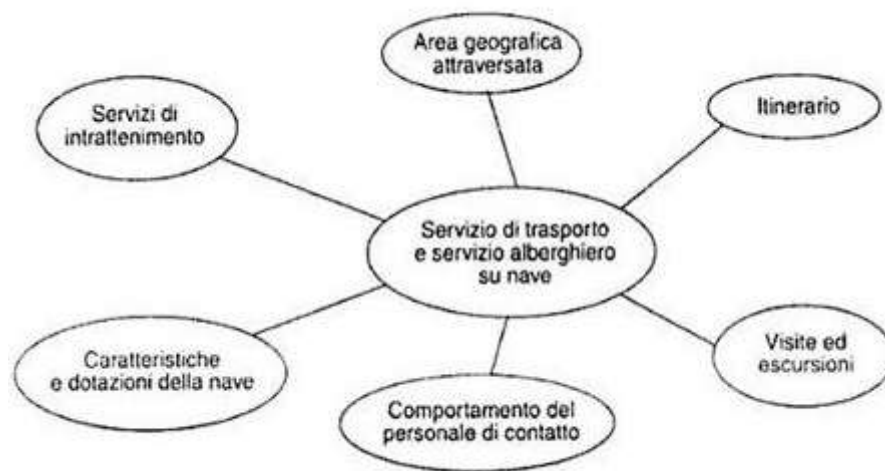 Area geografica
attraversata
Servizi di
intrattenimento
Itinerario
Servizio di trasporto
e servizio alberghiero
su nave
Caratteristiche
e dotazioni della nave
Visite ed
escursioni
Comportamento del
personale di contatto